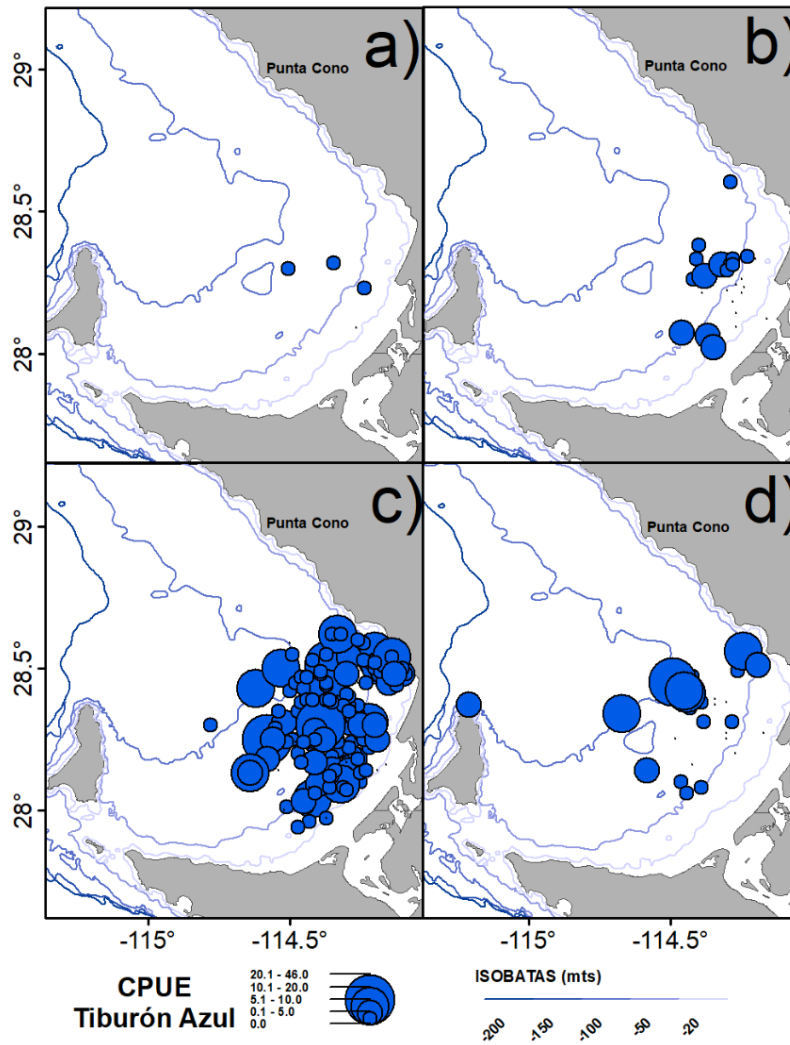 a)
Punta Cono
b)
Punta Cono
29°
28.5°
28°
c)
Punta Cono
d)
Punta Cono
29°
28.5°
28°
-115° -114.5° -115° -114.5°
CPUE
Tiburón Azul
20.1 - 46.0
10.1 - 20.0
5.1 - 10.0
0.1 - 5.0
0.0
ISOBATAS (mts)
-200 -150 -100 -50 -20